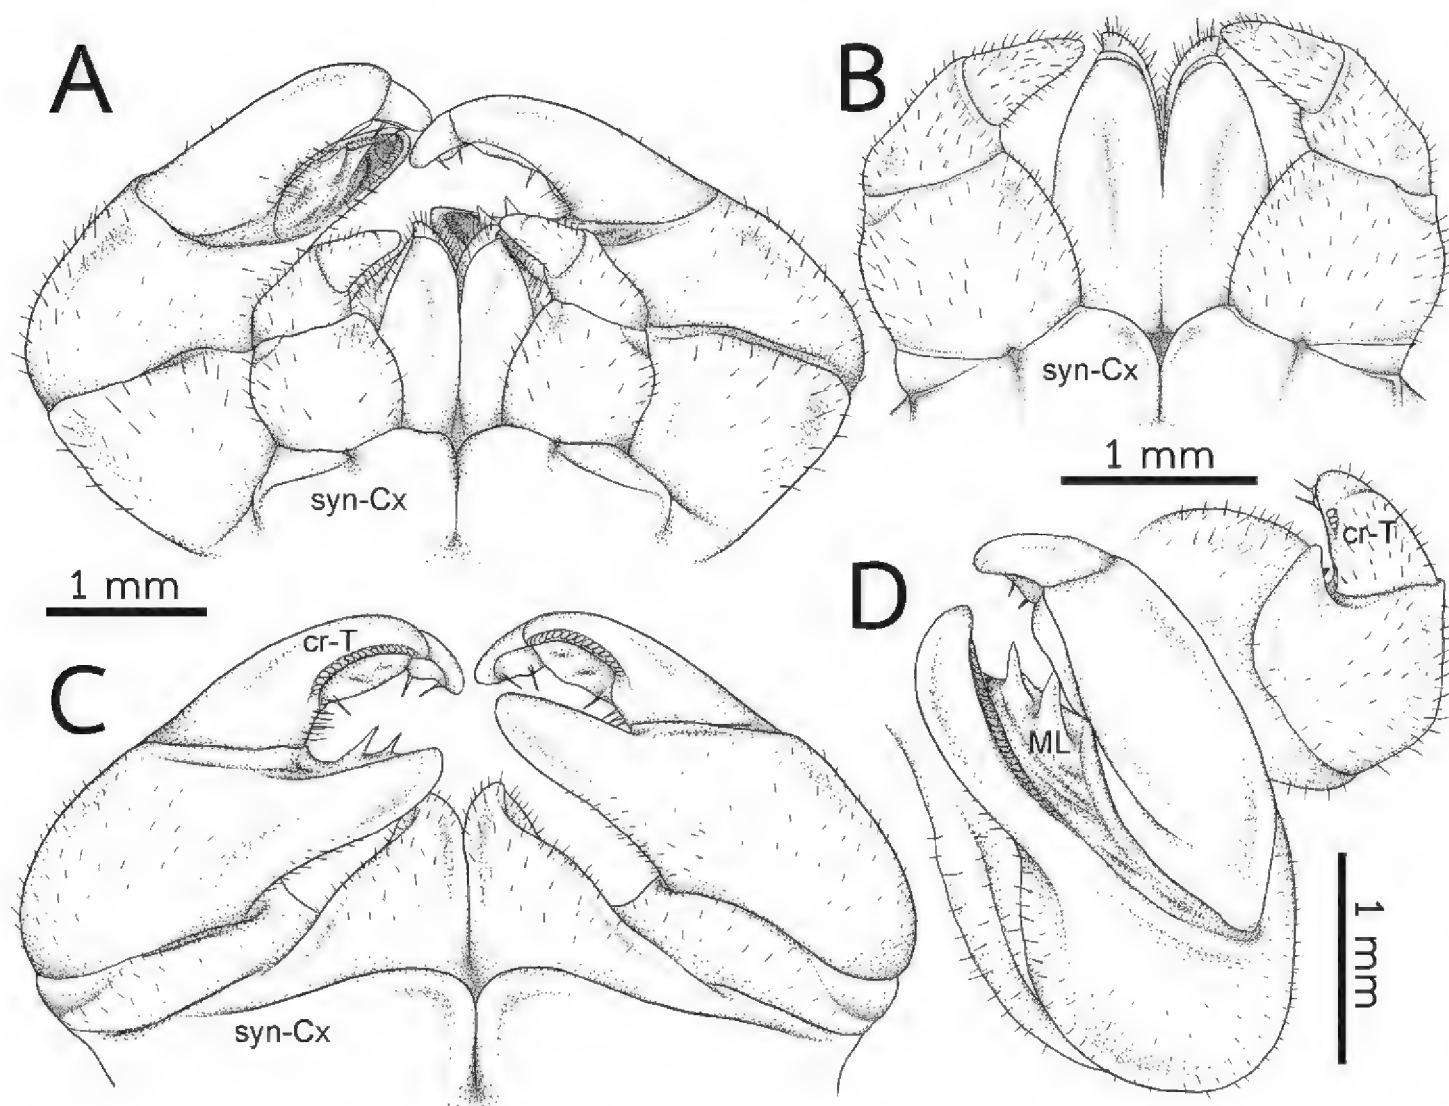 A
B
syn-Cx
syn-Cx
1 mm
1 mm
cr-T
D
cr-T
C
ML
1 mm
syn-Cx